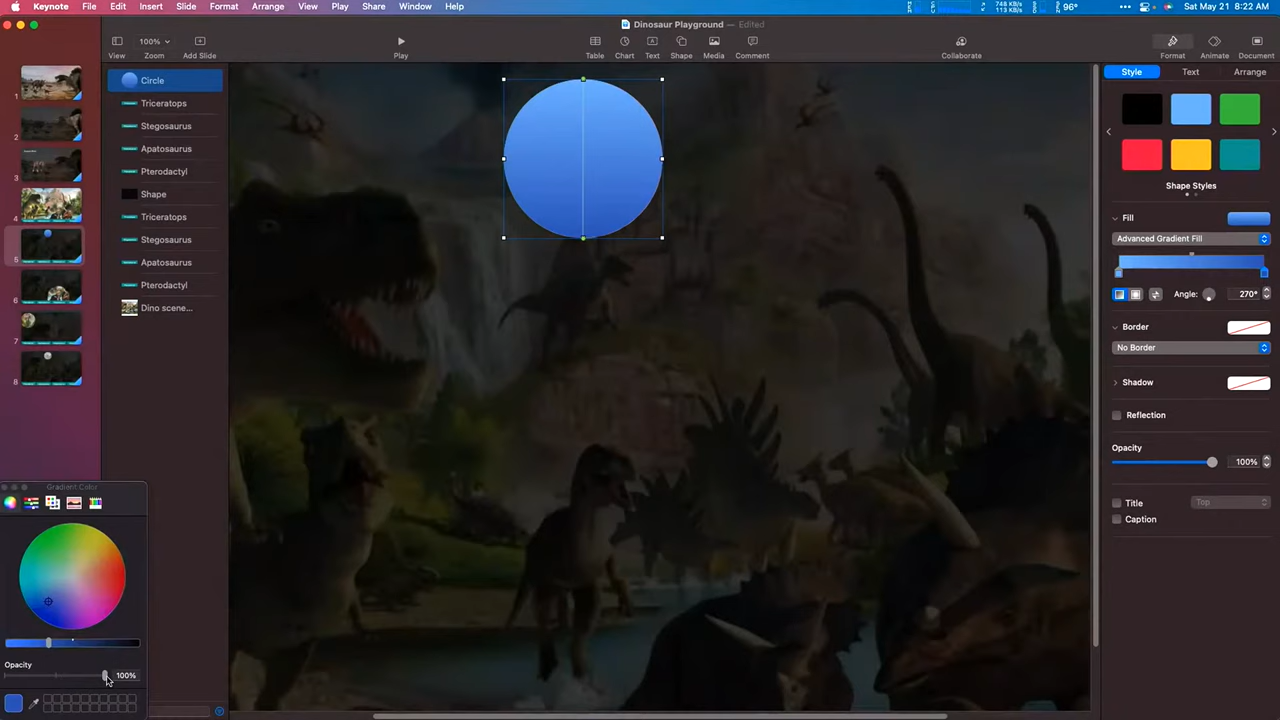 Keynote File Edit Insert Slide Format Arrange View Play Share Window Help
748 KB/s
113 KB/s
96° Sat May 21 8:22 AM
Dinosaur Playground — Edited
100%
View Zoom Add Slide Play Table Chart Text Shape Media Comment Collaborate Format Animate Document
Circle
Triceratops
Stegosaurus
Apatosaurus
Pterodactyl
Shape
Triceratops
Stegosaurus
Apatosaurus
Pterodactyl
Dino scene...
1
2
3
4
5
6
7
8
Style Text Arrange
Shape Styles
Fill
Advanced Gradient Fill
Angle: 270°
Border
No Border
Shadow
Reflection
Opacity
100%
Title Top
Caption
Gradient Color
Opacity
100%